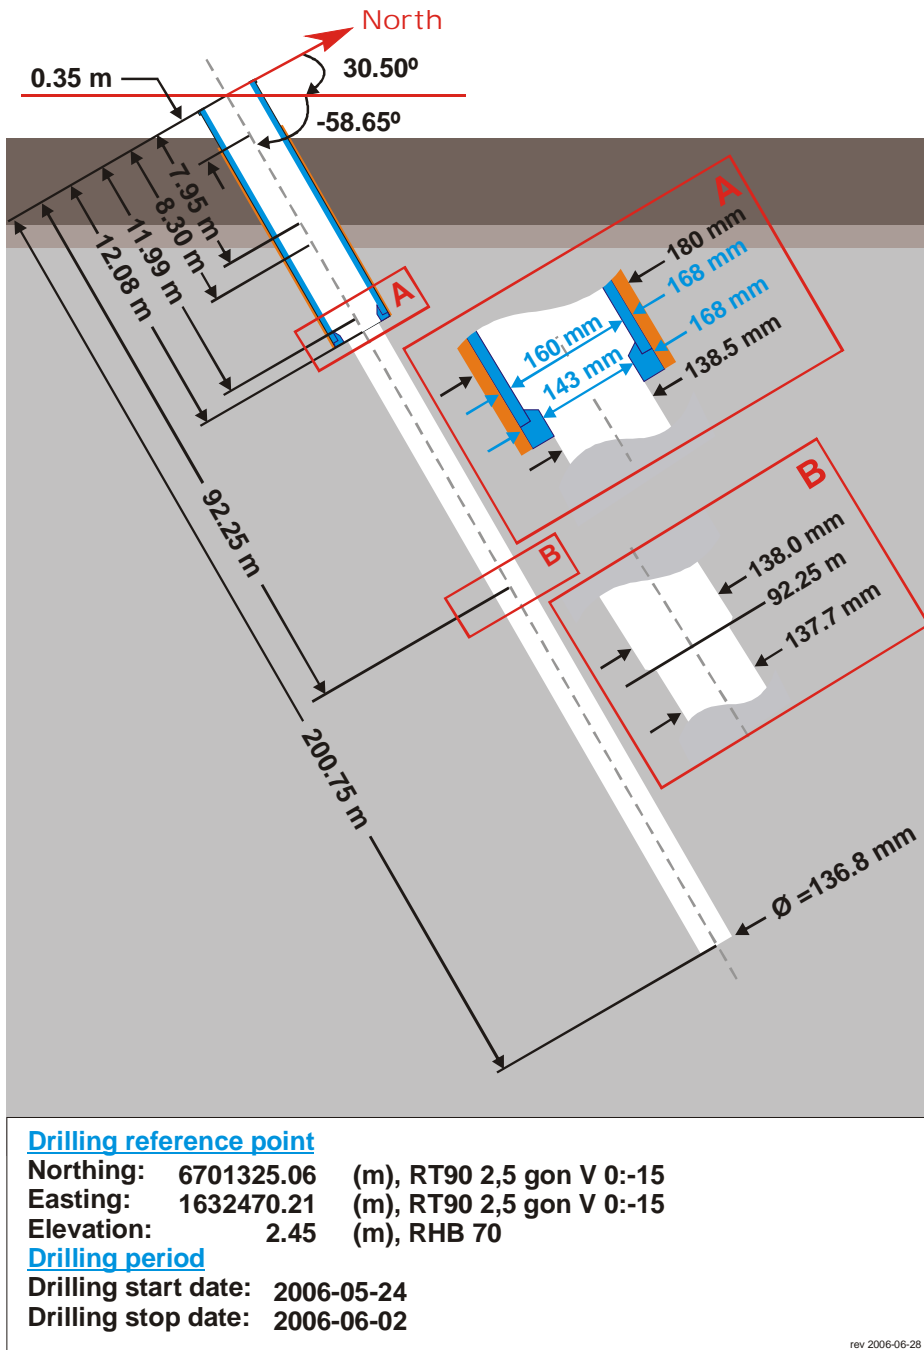 North
0.35 m
30.50º
-58.65º
7.95 m
8.30 m
11.99 m
12.08 m
92.25 m
200.75 m
A
B
A
180 mm
168 mm
168 mm
160 mm
143 mm
138.5 mm
B
138.0 mm
92.25 m
137.7 mm
Ø =136.8 mm
Drilling reference point
Northing: 6701325.06 (m), RT90 2,5 gon V 0:-15
Easting: 1632470.21 (m), RT90 2,5 gon V 0:-15
Elevation: 2.45 (m), RHB 70
Drilling period
Drilling start date: 2006-05-24
Drilling stop date: 2006-06-02
rev 2006-06-28